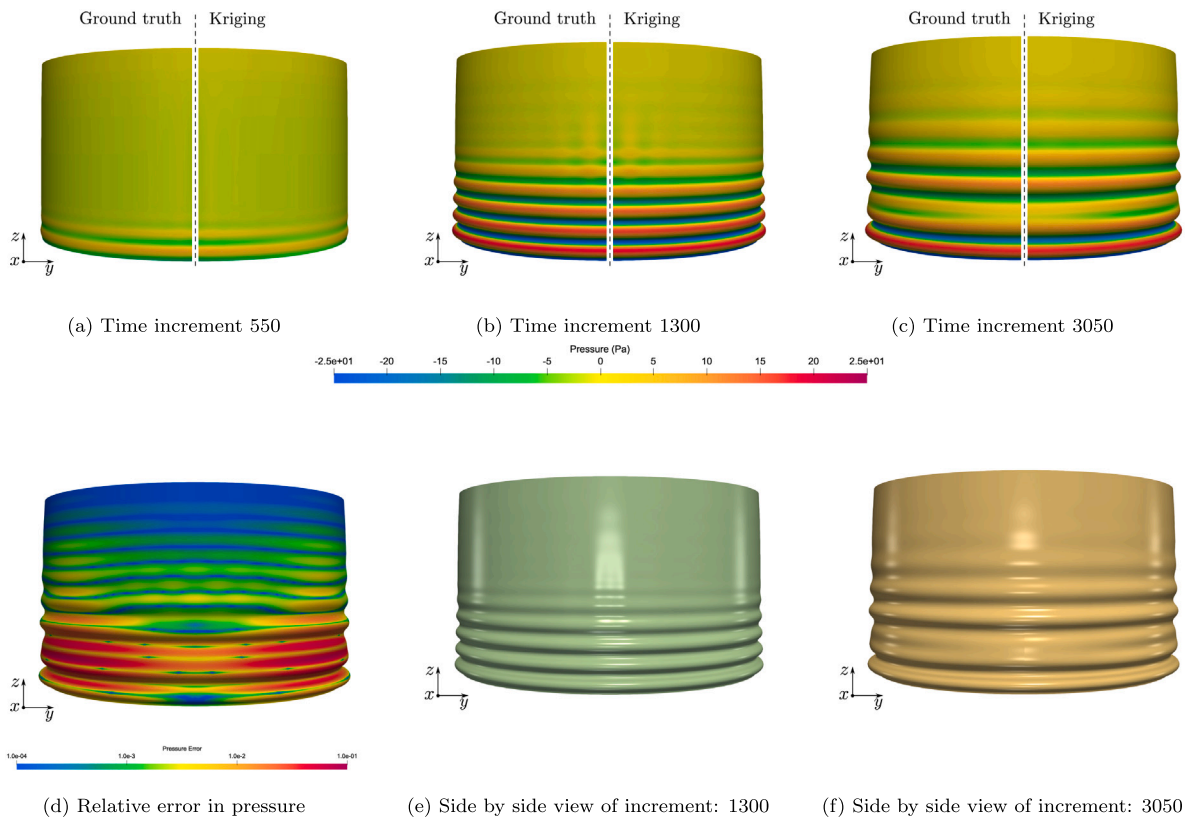 Ground truth Kriging
Ground truth Kriging
Ground truth Kriging
z
x y
z
x y
z
x y
(a) Time increment 550
(b) Time increment 1300
(c) Time increment 3050
Pressure (Pa)
-2.5e+01 -20 -15 -10 -5 0 5 10 15 20 2.5e+01
z
x y
z
x y
z
x y
Pressure Error
1.0e-04 1.0e-3 1.0e-2 1.0e-01
(d) Relative error in pressure
(e) Side by side view of increment: 1300
(f) Side by side view of increment: 3050